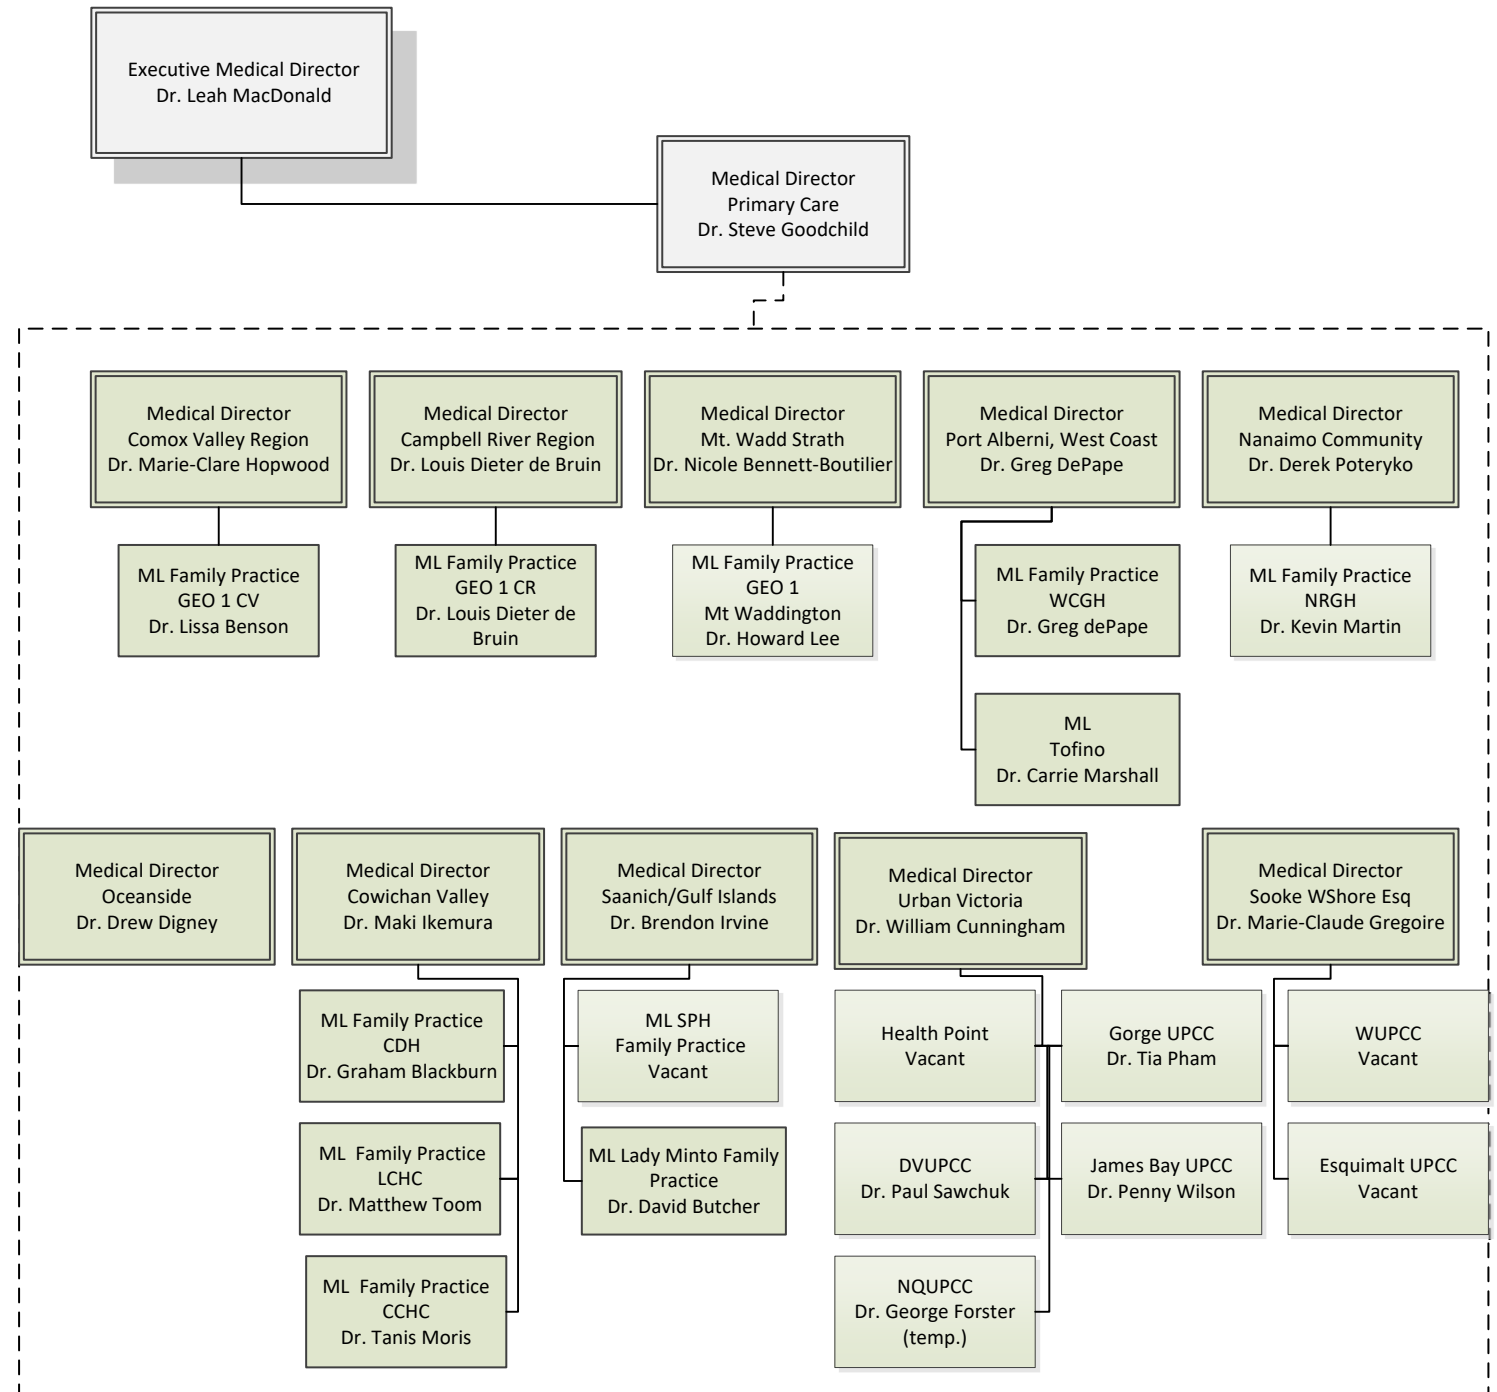 Executive Medical Director
Dr. Leah MacDonald
Medical Director
Primary Care
Dr. Steve Goodchild
Medical Director
Comox Valley Region
Dr. Marie-Clare Hopwood
Medical Director
Campbell River Region
Dr. Louis Dieter de Bruin
Medical Director
Mt. Wadd Strath
Dr. Nicole Bennett-Boutilier
Medical Director
Port Alberni, West Coast
Dr. Greg DePape
Medical Director
Nanaimo Community
Dr. Derek Poteryko
ML Family Practice
GEO 1 CV
Dr. Lissa Benson
ML Family Practice
GEO 1 CR
Dr. Louis Dieter de
Bruin
ML Family Practice
GEO 1
Mt Waddington
Dr. Howard Lee
ML Family Practice
WCGH
Dr. Greg dePape
ML Family Practice
NRGH
Dr. Kevin Martin
ML
Tofino
Dr. Carrie Marshall
Medical Director
Oceanside
Dr. Drew Digney
Medical Director
Cowichan Valley
Dr. Maki Ikemura
Medical Director
Saanich/Gulf Islands
Dr. Brendon Irvine
Medical Director
Urban Victoria
Dr. William Cunningham
Medical Director
Sooke WShore Esq
Dr. Marie-Claude Gregoire
ML Family Practice
CDH
Dr. Graham Blackburn
ML SPH
Family Practice
Vacant
Health Point
Vacant
Gorge UPCC
Dr. Tia Pham
WUPCC
Vacant
ML  Family Practice
LCHC
Dr. Matthew Toom
ML Lady Minto Family
Practice
Dr. David Butcher
DVUPCC
Dr. Paul Sawchuk
James Bay UPCC
Dr. Penny Wilson
Esquimalt UPCC
Vacant
ML  Family Practice
CCHC
Dr. Tanis Moris
NQUPCC
Dr. George Forster
(temp.)